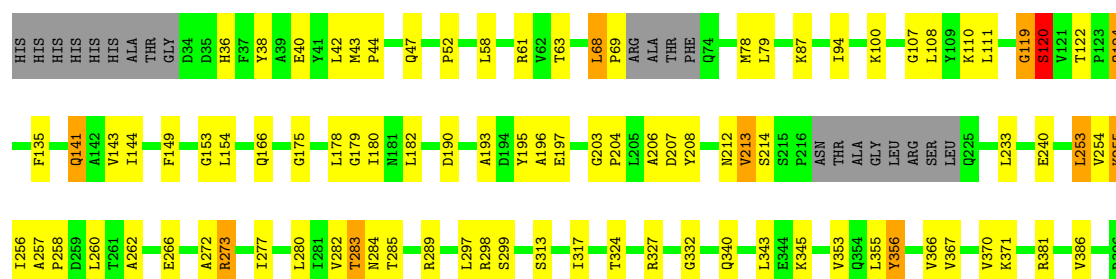 HIS HIS HIS HIS HIS HIS ALA THR GLY D34 D35 H36 F37 Y38 A39 E40 Y41 L42 M43 P44 Q47 P52 L58 R61 V62 T63 L68 P69 ARG ALA THR PHE Q74 M78 L79 K87 I94 K100 G107 L108 Y109 K110 L111 G119 S120 V121 T122 P123
F135 Q141 A142 V143 I144 F149 G153 L154 Q166 G175 L178 G179 I180 N181 L182 D190 A193 D194 Y195 A196 E197 G203 P204 L205 A206 D207 Y208 N212 V213 S214 S215 P216 ASN THR ALA GLY LEU ARG SER LEU Q225 L233 E240 L253 V254
I256 A257 P258 D259 L260 T261 A262 E266 A272 R273 I277 L280 I281 V282 T283 N284 T285 R289 L297 R298 S299 S313 I317 T324 R327 G332 Q340 L343 E344 K345 V353 Q354 L355 Y356 V366 V367 V370 K371 R381 V386